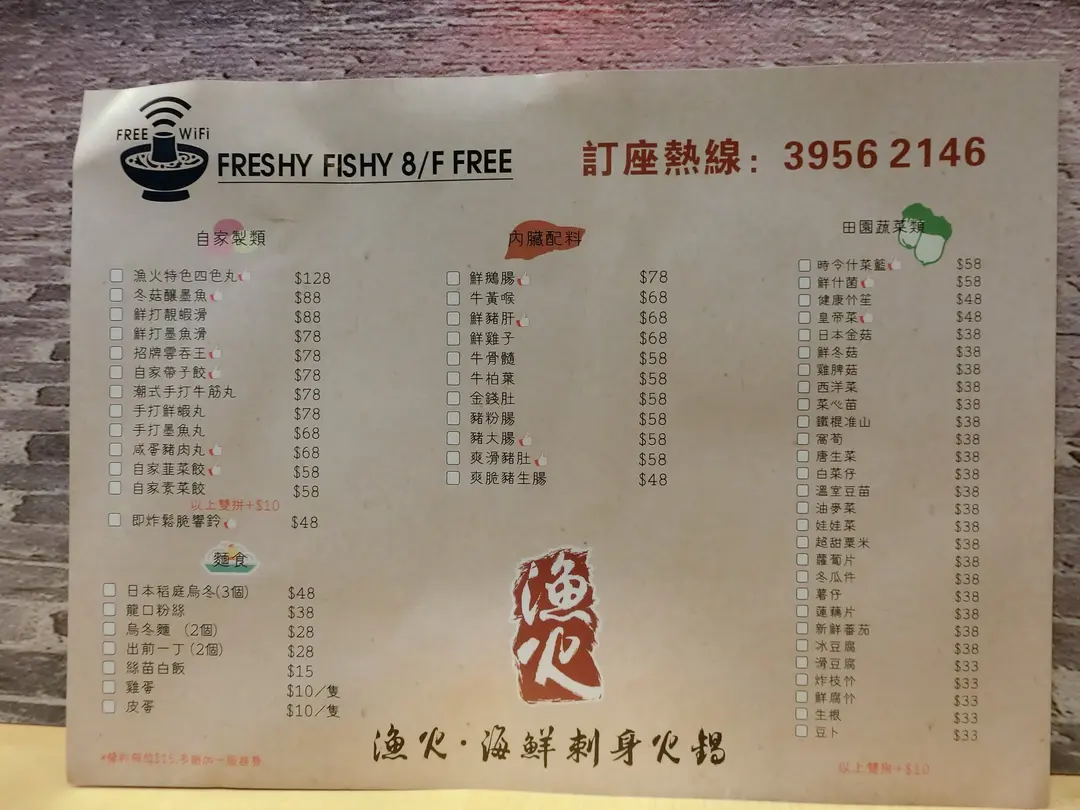 FREE WiFi
FRESHY FISHY 8/F FREE
訂座熱線: 3956 2146
自家製類
漁火特色四色丸 $128
冬菇釀墨魚 $88
鮮打靚蝦滑 $88
鮮打墨魚滑 $78
招牌雲吞王 $78
自家帶子餃 $78
潮式手打牛筋丸 $78
手打鮮蝦丸 $78
手打墨魚丸 $68
咸蛋豬肉丸 $68
自家韮菜餃 $58
自家素菜餃 $58
以上雙拼+$10
即炸鬆脆響鈴 $48
麵食
日本稻庭烏冬(3個) $48
龍口粉絲 $38
烏冬麵 (2個) $28
出前一丁(2個) $28
絲苗白飯 $15
雞蛋 $10/隻
皮蛋 $10/隻
內臟配料
鮮鵝腸 $78
牛黃喉 $68
鮮豬肝 $68
鮮雞子 $68
牛骨髓 $58
牛柏葉 $58
金錢肚 $58
豬粉腸 $58
豬大腸 $58
爽滑豬肚 $58
爽脆豬生腸 $48
漁火
漁火·海鮮刺身火鍋
田園蔬菜類
時令什菜籃 $58
鮮什菌 $58
健康竹笙 $48
皇帝菜 $48
日本金菇 $38
鮮冬菇 $38
雞脾菇 $38
西洋菜 $38
菜心苗 $38
鐵棍准山 $38
窩筍 $38
唐生菜 $38
白菜仔 $38
溫室豆苗 $38
油麥菜 $38
娃娃菜 $38
超甜粟米 $38
蘿蔔片 $38
冬瓜件 $38
薯仔 $38
蓮藕片 $38
新鮮番茄 $38
冰豆腐 $38
滑豆腐 $33
炸枝竹 $33
鮮腐竹 $33
生根 $33
豆卜 $33
以上雙拼+$10